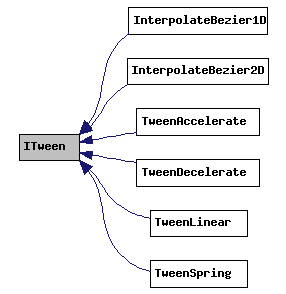 InterpolateBezier1D
InterpolateBezier2D
TweenAccelerate
ITween
TweenDecelerate
TweenLinear
TweenSpring